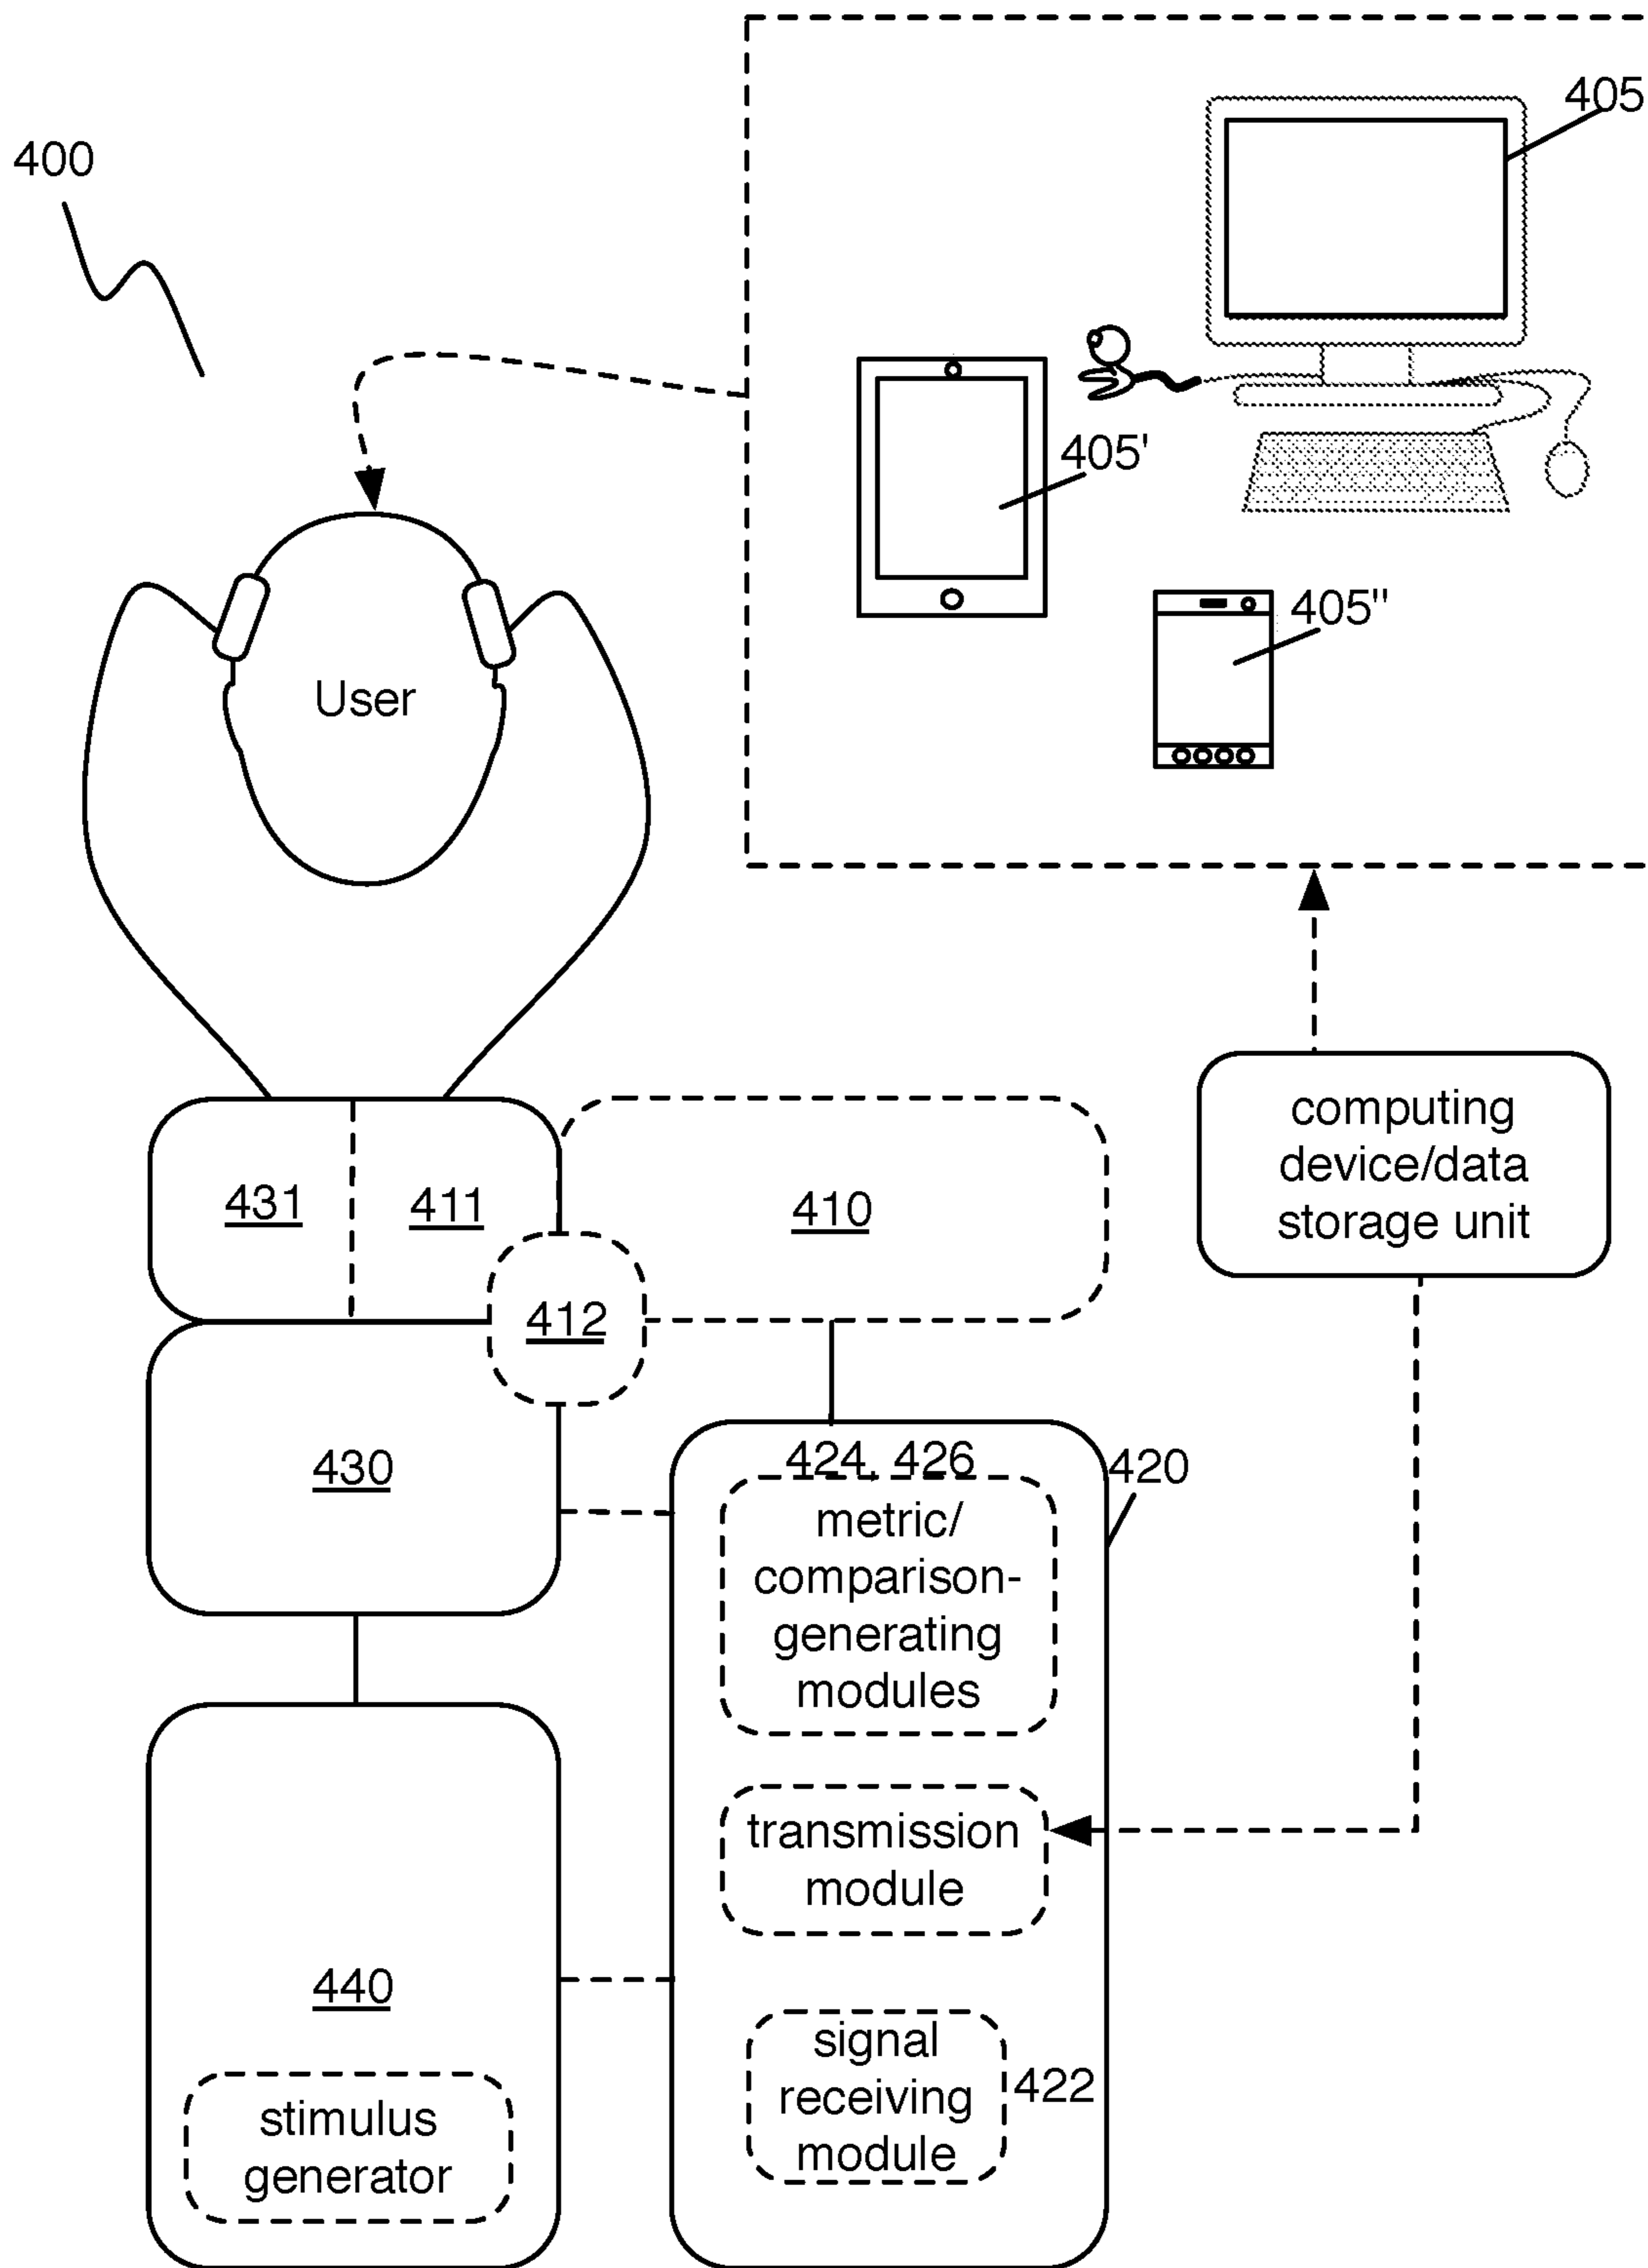 400
405
405'
405"
User
computing
device/data
storage unit
431
411
410
412
430
424, 426
420
metric/
comparison-
generating
modules
transmission
module
440
signal
receiving
module
422
stimulus
generator